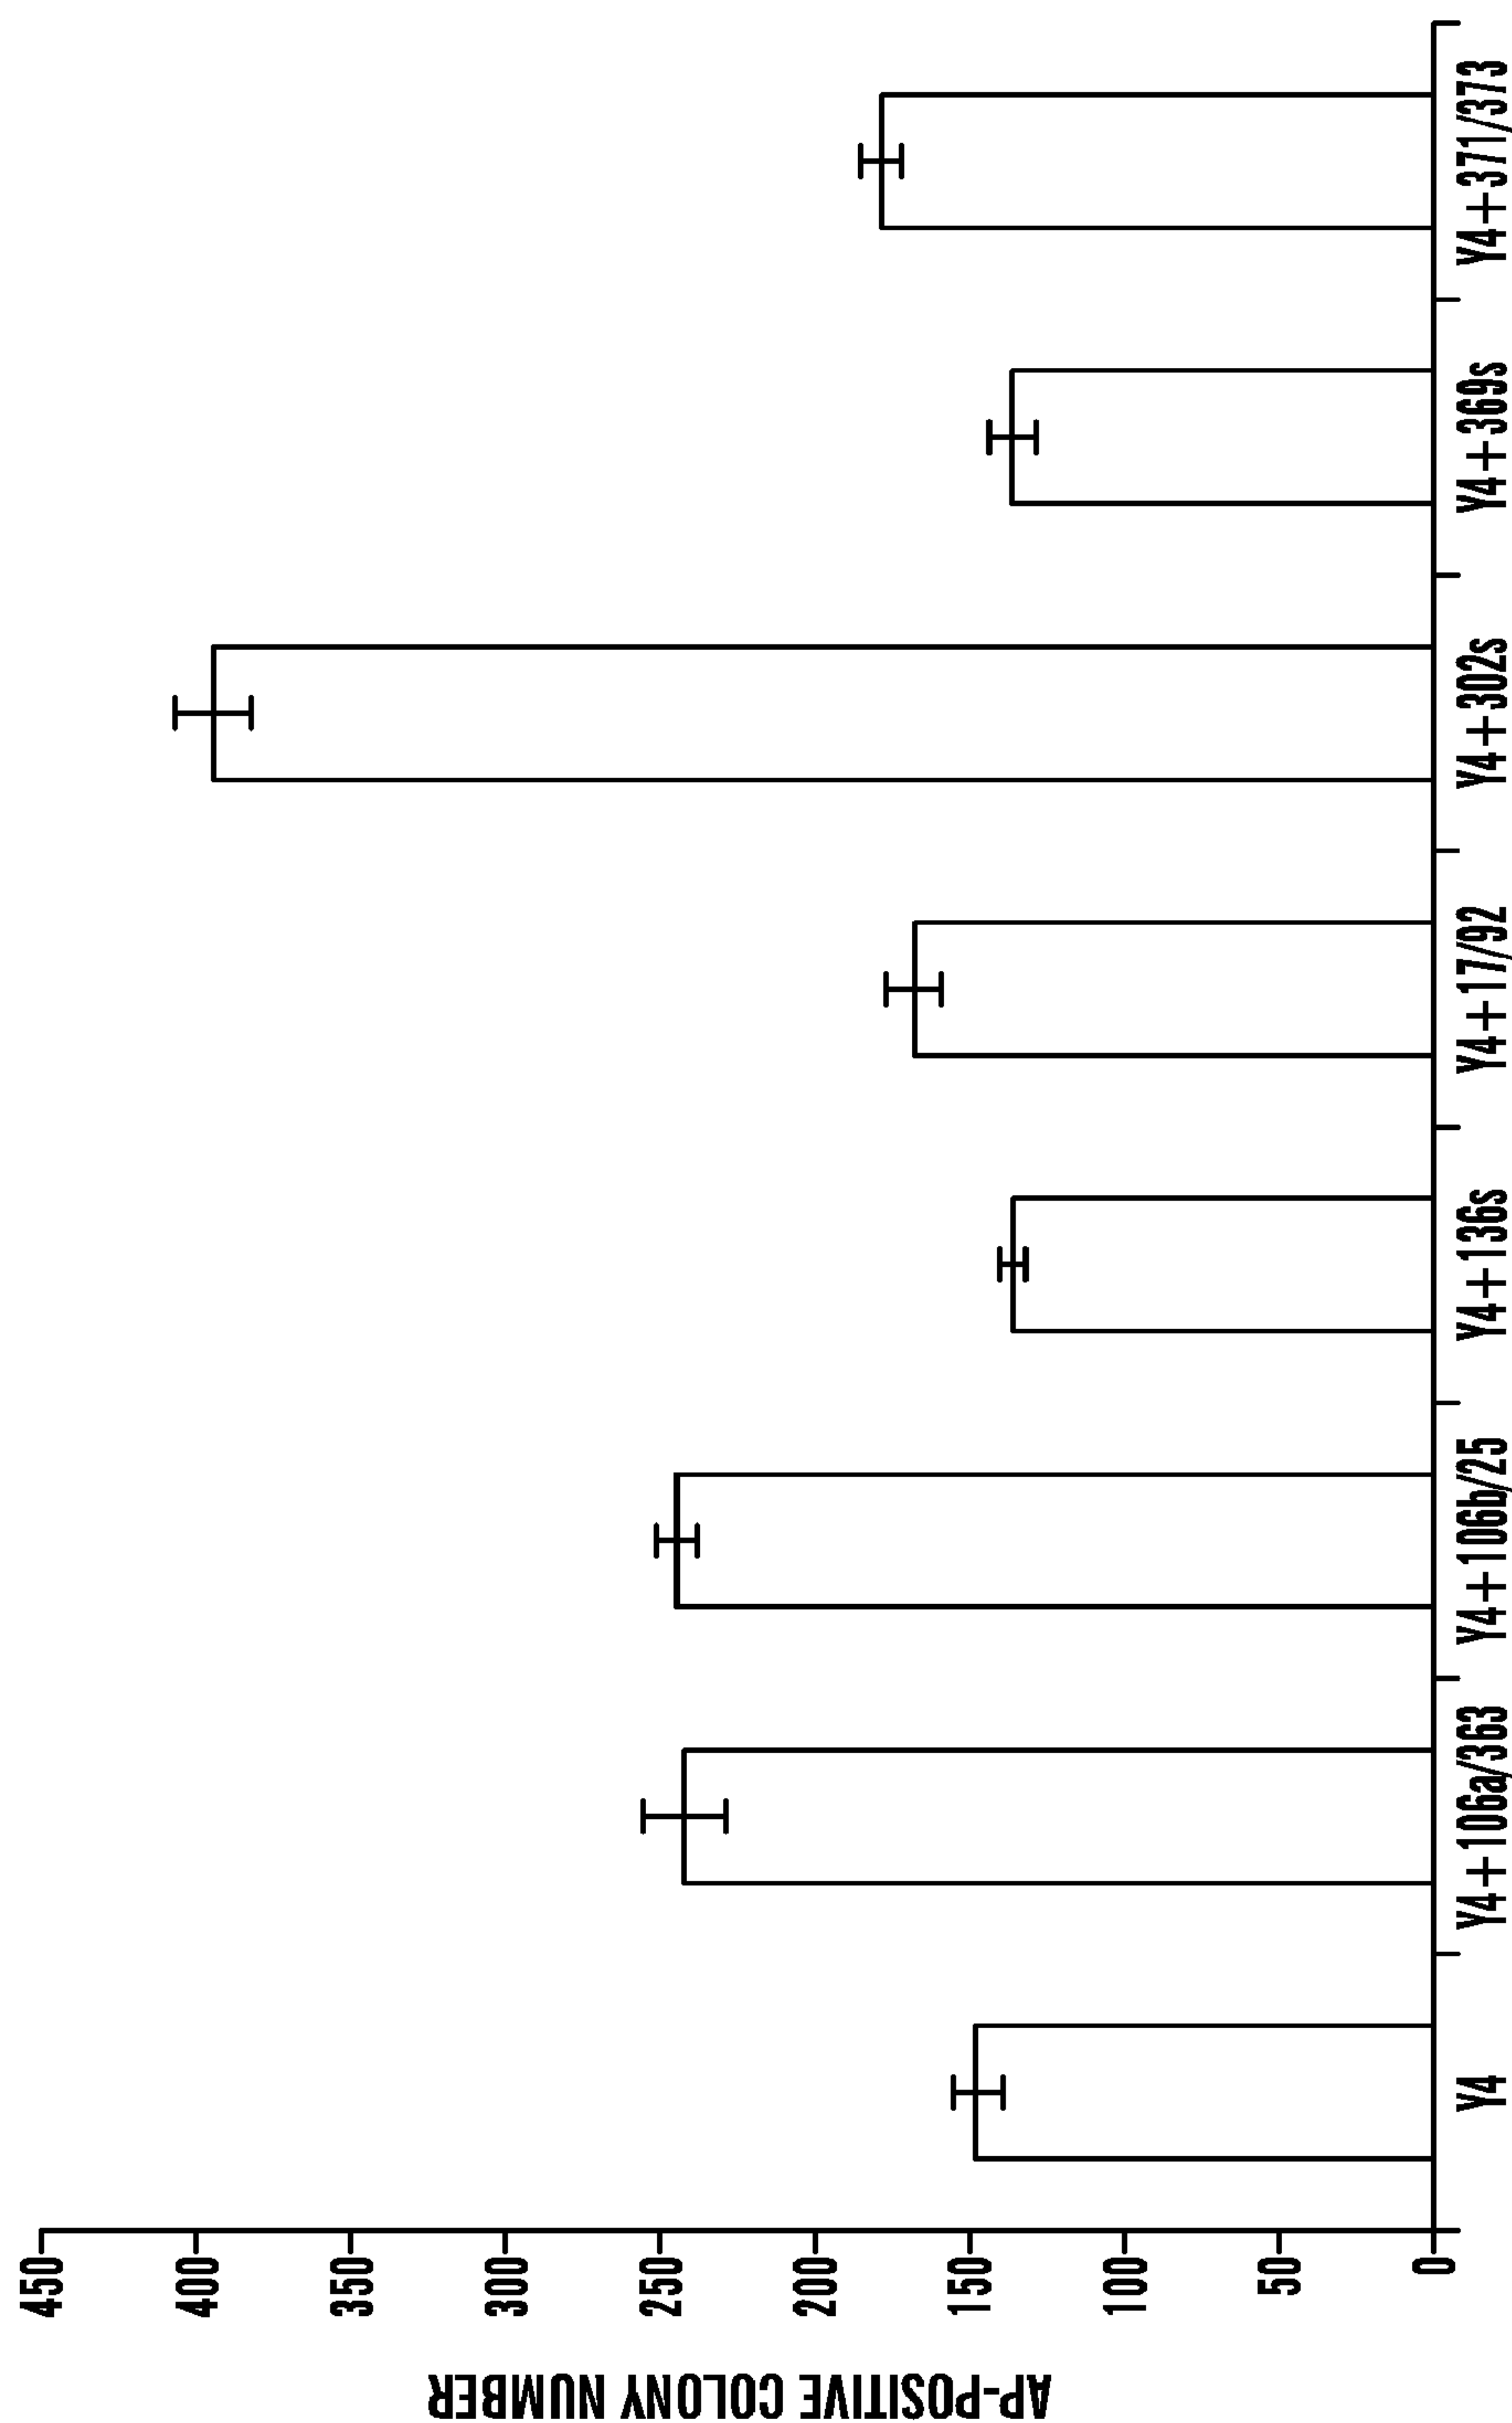 AP-POSITIVE COLONY NUMBER
450
400
350
300
250
200
150
100
50
0
Y4
Y4+106a/363
Y4+106b/25
Y4+136s
Y4+17/92
Y4+302s
Y4+369s
Y4+371/373